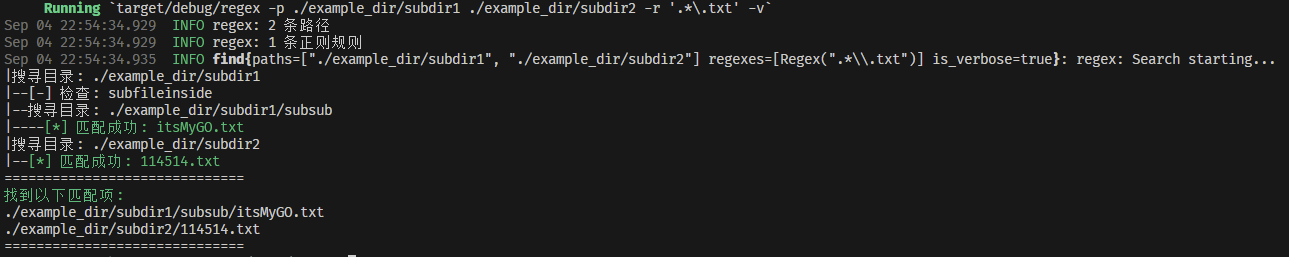 Running `target/debug/regex -p ./example_dir/subdir1 ./example_dir/subdir2 -r '.*\.txt' -v`
Sep 04 22:54:34.929  INFO regex: 2 条路径
Sep 04 22:54:34.929  INFO regex: 1 条正则规则
Sep 04 22:54:34.935  INFO find{paths=["./example_dir/subdir1", "./example_dir/subdir2"] regexes=[Regex(".*\\.txt")] is_verbose=true}: regex: Search starting...
|搜寻目录: ./example_dir/subdir1
|--[-] 检查: subfileinside
|--搜寻目录: ./example_dir/subdir1/subsub
|----[*] 匹配成功: itsMyGO.txt
|搜寻目录: ./example_dir/subdir2
|--[*] 匹配成功: 114514.txt
==============================
找到以下匹配项:
./example_dir/subdir1/subsub/itsMyGO.txt
./example_dir/subdir2/114514.txt
==============================